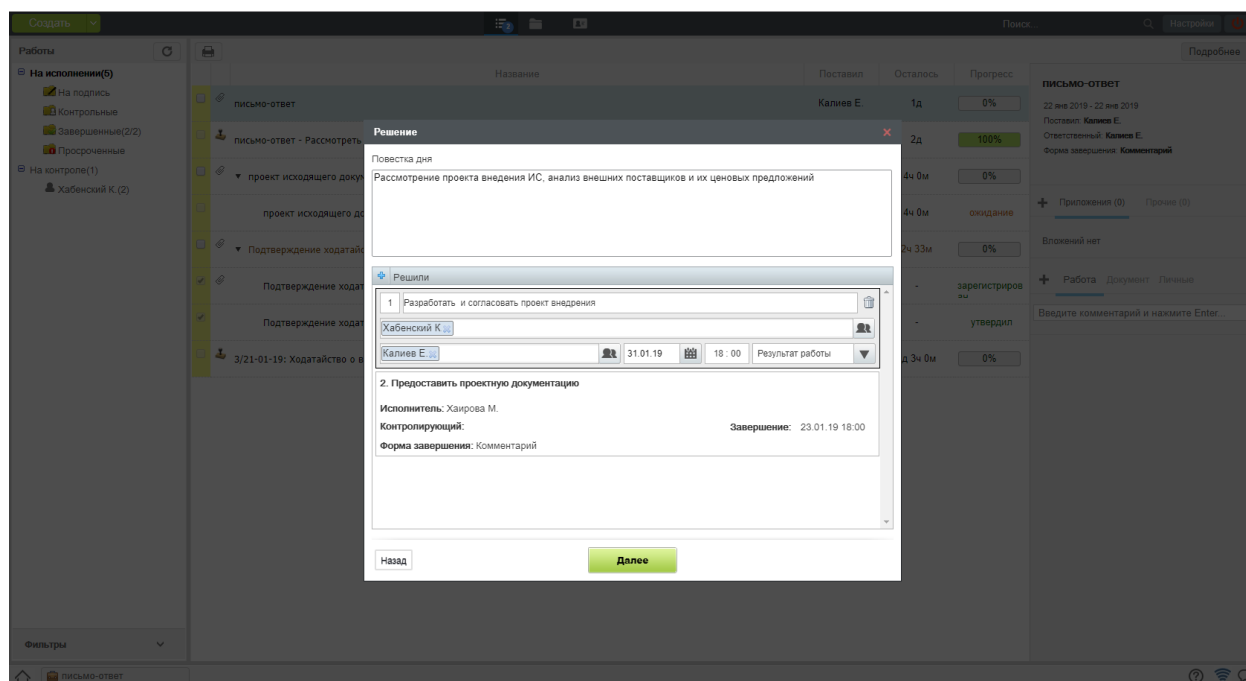 Создать
Поиск...
Настройки
Работы
Подробнее
На исполнении(5)
На подпись
Контрольные
Завершенные(2/2)
Просроченные
На контроле(1)
Хабенский К.(2)
Название
Поставил
Осталось
Прогресс
письмо-ответ
Калиев Е.
1д
0%
письмо-ответ - Рассмотреть
2д
100%
проект исходящего доку
4ч 0м
0%
проект исходящего до
4ч 0м
ожидание
Подтверждение ходатай
2ч 33м
0%
Подтверждение ходат
-
зарегистриров
Подтверждение ходат
-
утвердил
3/21-01-19: Ходатайство о в
д 3ч 0м
0%
Решение
Повестка дня
Рассмотрение проекта внедения ИС, анализ внешних поставщиков и их ценовых предложений
Решили
1 Разработать и согласовать проект внедрения
Хабенский К
Калиев Е.
31.01.19
18 : 00
Результат работы
2. Предоставить проектную документацию
Исполнитель: Хаирова М.
Контролирующий:
Завершение: 23.01.19 18:00
Форма завершения: Комментарий
Назад
Далее
письмо-ответ
22 янв 2019 - 22 янв 2019
Поставил: Калиев Е.
Ответственный: Калиев Е.
Форма завершения: Комментарий
Приложения (0)
Прочие (0)
Вложений нет
Работа Документ Личные
Введите комментарий и нажмите Enter...
Фильтры
письмо-ответ